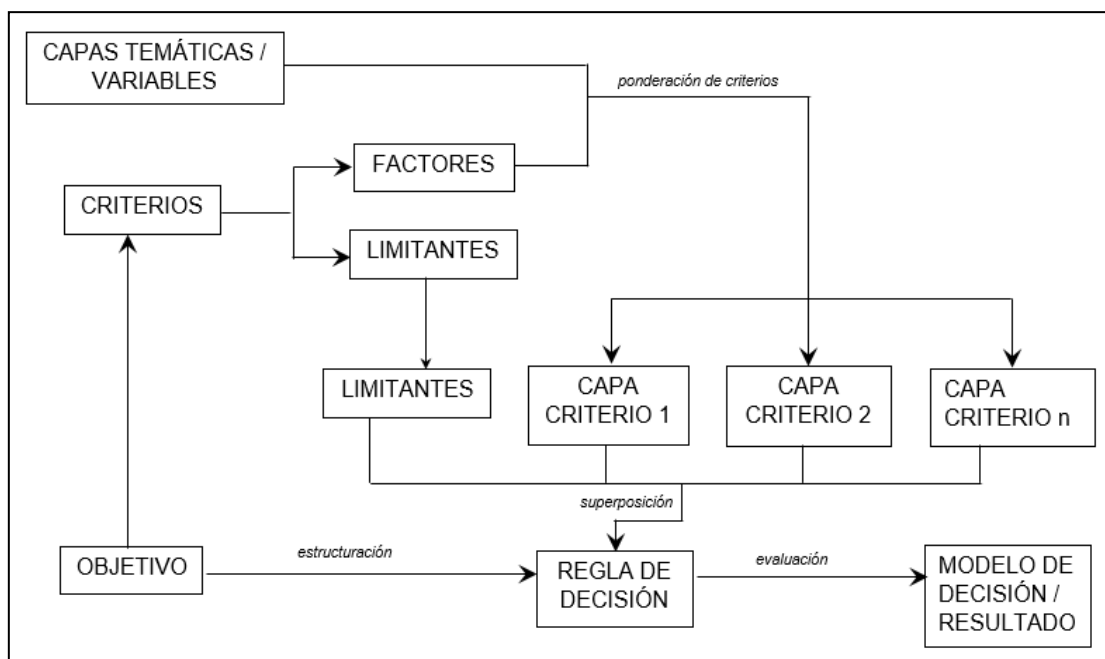 CAPAS TEMÁTICAS /
VARIABLES
ponderación de criterios
FACTORES
CRITERIOS
LIMITANTES
LIMITANTES
CAPA
CRITERIO 1
CAPA
CRITERIO 2
CAPA
CRITERIO n
superposición
OBJETIVO
estructuración
REGLA DE
DECISIÓN
evaluación
MODELO DE
DECISIÓN /
RESULTADO